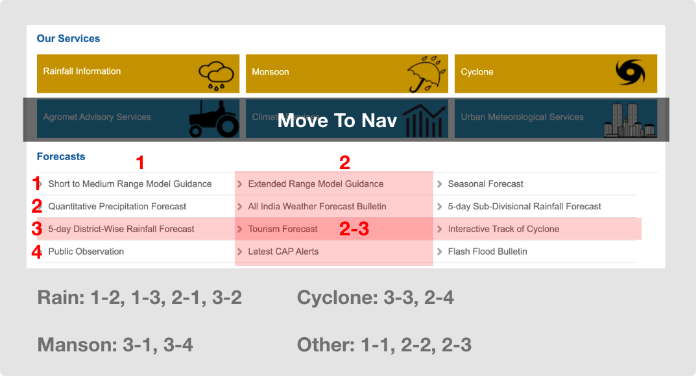 Our Services
Rainfall Information
Monsoon
Cyclone
Agromet Advisory Services
Move To Nav
Urban Meteorological Services
Forecasts
1
2
1
Short to Medium Range Model Guidance
Extended Range Model Guidance
Seasonal Forecast
2
Quantitative Precipitation Forecast
All India Weather Forecast Bulletin
5-day Sub-Divisional Rainfall Forecast
3
5-day District-Wise Rainfall Forecast
Tourism Forecast
2-3
Interactive Track of Cyclone
4
Public Observation
Latest CAP Alerts
Flash Flood Bulletin
Rain: 1-2, 1-3, 2-1, 3-2
Cyclone: 3-3, 2-4
Manson: 3-1, 3-4
Other: 1-1, 2-2, 2-3